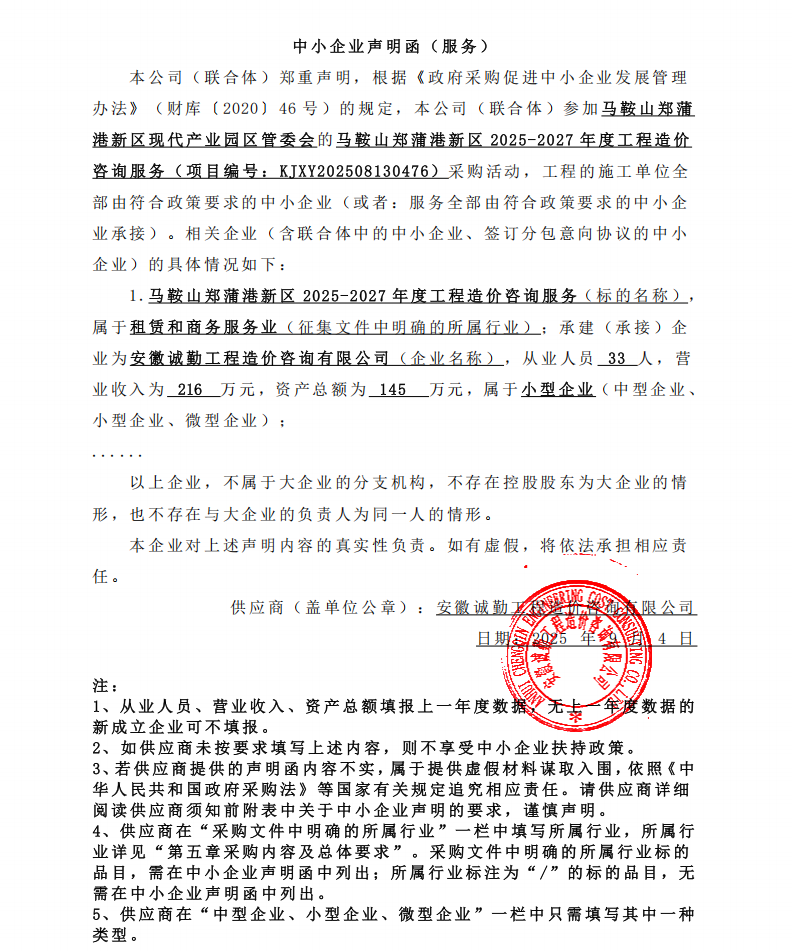 中小企业声明函（服务）
本公司（联合体）郑重声明，根据《政府采购促进中小企业发展管理
办法》（财库〔2020〕46 号）的规定，本公司（联合体）参加马鞍山郑蒲
港新区现代产业园区管委会的马鞍山郑蒲港新区 2025-2027 年度工程造价
咨询服务（项目编号：KJXY202508130476）采购活动，工程的施工单位全
部由符合政策要求的中小企业（或者：服务全部由符合政策要求的中小企
业承接）。相关企业（含联合体中的中小企业、签订分包意向协议的中小
企业）的具体情况如下：
1.马鞍山郑蒲港新区 2025-2027 年度工程造价咨询服务（标的名称），
属于租赁和商务服务业（征集文件中明确的所属行业）；承建（承接）企
业为安徽诚勤工程造价咨询有限公司（企业名称），从业人员 33 人，营
业收入为 216 万元，资产总额为 145 万元，属于小型企业（中型企业、
小型企业、微型企业）；
......
以上企业，不属于大企业的分支机构，不存在控股股东为大企业的情
形，也不存在与大企业的负责人为同一人的情形。
本企业对上述声明内容的真实性负责。如有虚假，将依法承担相应责
任。
供应商（盖单位公章）：安徽诚勤工程造价咨询有限公司
日期：2025 年 9 月 4 日
ANHUI CHENGQIN ENGINEERING COST CONSULTING CO.,LTD
安徽诚勤工程造价咨询有限公司
注：
1、从业人员、营业收入、资产总额填报上一年度数据，无上一年度数据的
新成立企业可不填报。
2、如供应商未按要求填写上述内容，则不享受中小企业扶持政策。
3、若供应商提供的声明函内容不实，属于提供虚假材料谋取入围，依照《中
华人民共和国政府采购法》等国家有关规定追究相应责任。请供应商详细
阅读供应商须知前附表中关于中小企业声明的要求，谨慎声明。
4、供应商在“采购文件中明确的所属行业”一栏中填写所属行业，所属行
业详见“第五章采购内容及总体要求”。采购文件中明确的所属行业标的
品目，需在中小企业声明函中列出；所属行业标注为“/”的标的品目，无
需在中小企业声明函中列出。
5、供应商在“中型企业、小型企业、微型企业”一栏中只需填写其中一种
类型。